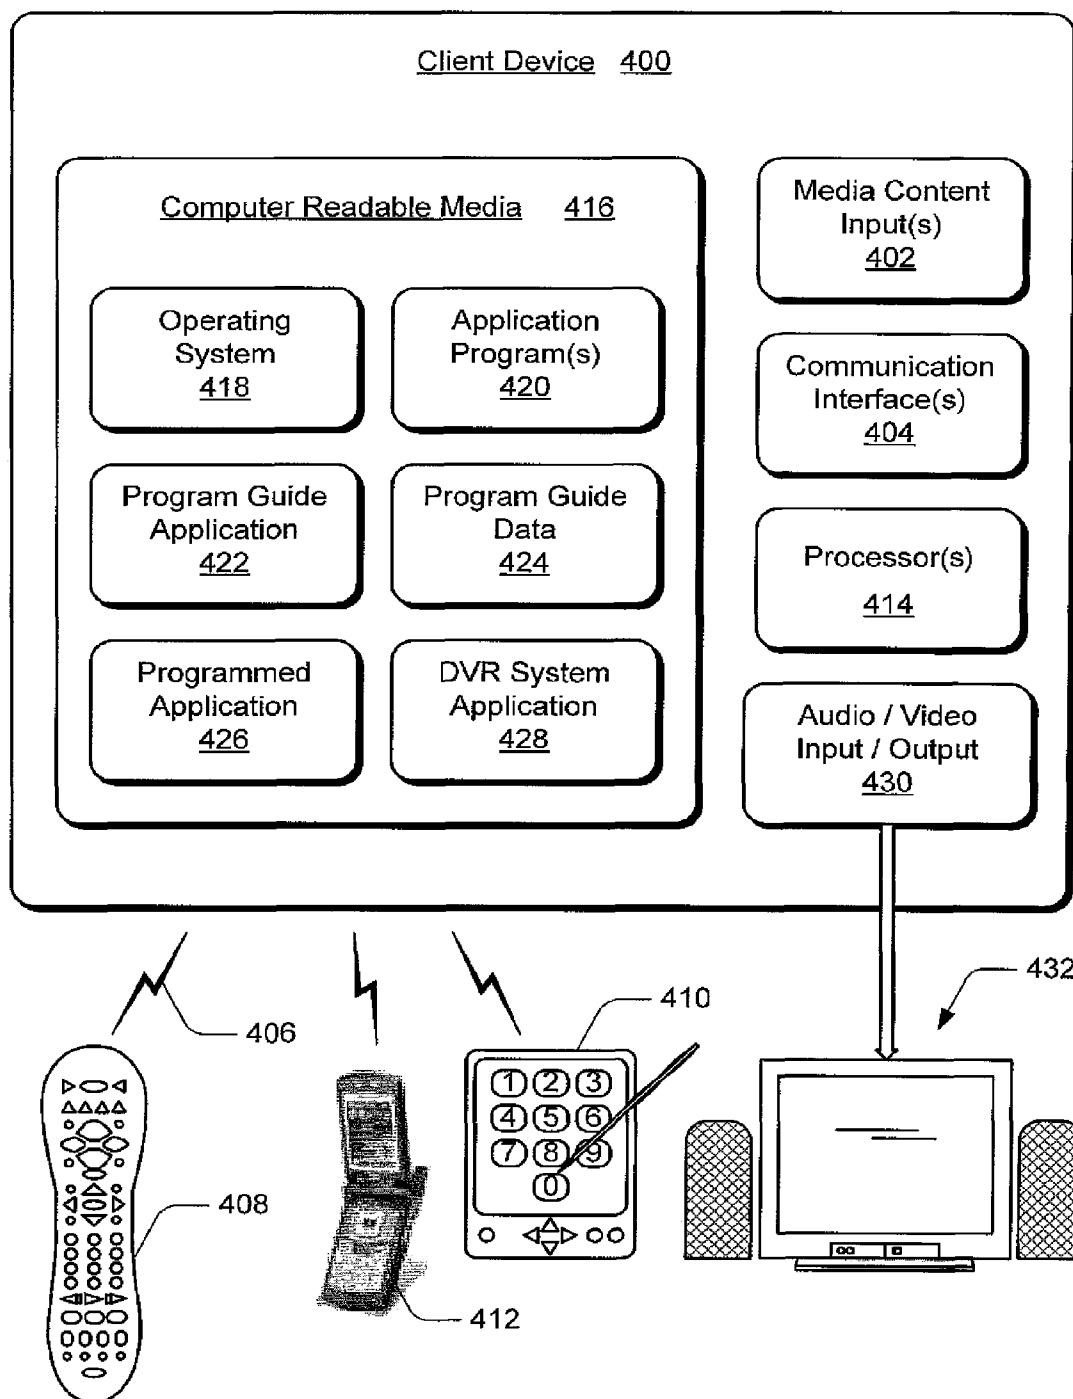 Client Device 400
Computer Readable Media 416
Operating
System
418
Application
Program(s)
420
Program Guide
Application
422
Program Guide
Data
424
Programmed
Application
426
DVR System
Application
428
Media Content
Input(s)
402
Communication
Interface(s)
404
Processor(s)
414
Audio / Video
Input / Output
430
406
408
412
410
1 2 3
4 5 6
7 8 9
0
432